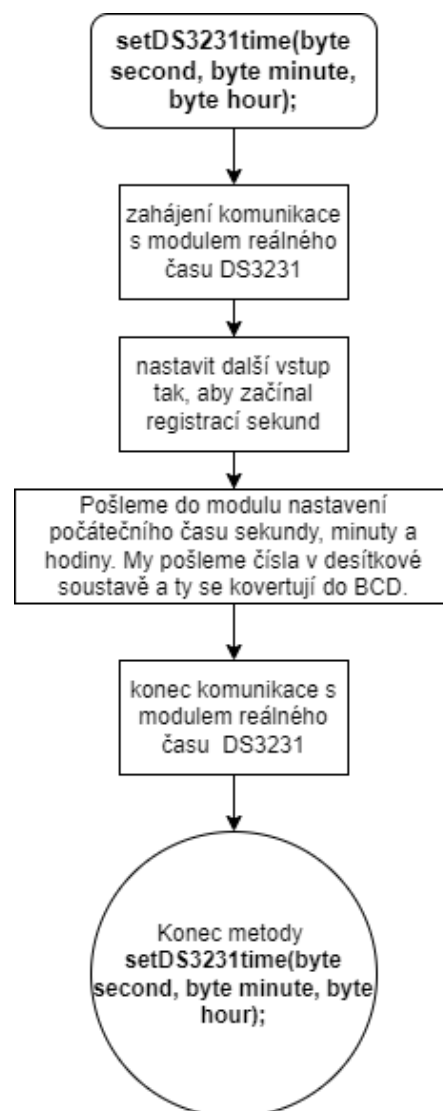 setDS3231time(byte
second, byte minute,
byte hour);
zahájení komunikace
s modulem reálného
času DS3231
nastavit další vstup
tak, aby začínal
registrací sekund
Pošleme do modulu nastavení
počátečního času sekundy, minuty a
hodiny. My pošleme čísla v desítkové
soustavě a ty se kovertují do BCD.
konec komunikace s
modulem reálného
času  DS3231
Konec metody
setDS3231time(byte
second, byte minute, byte
hour);